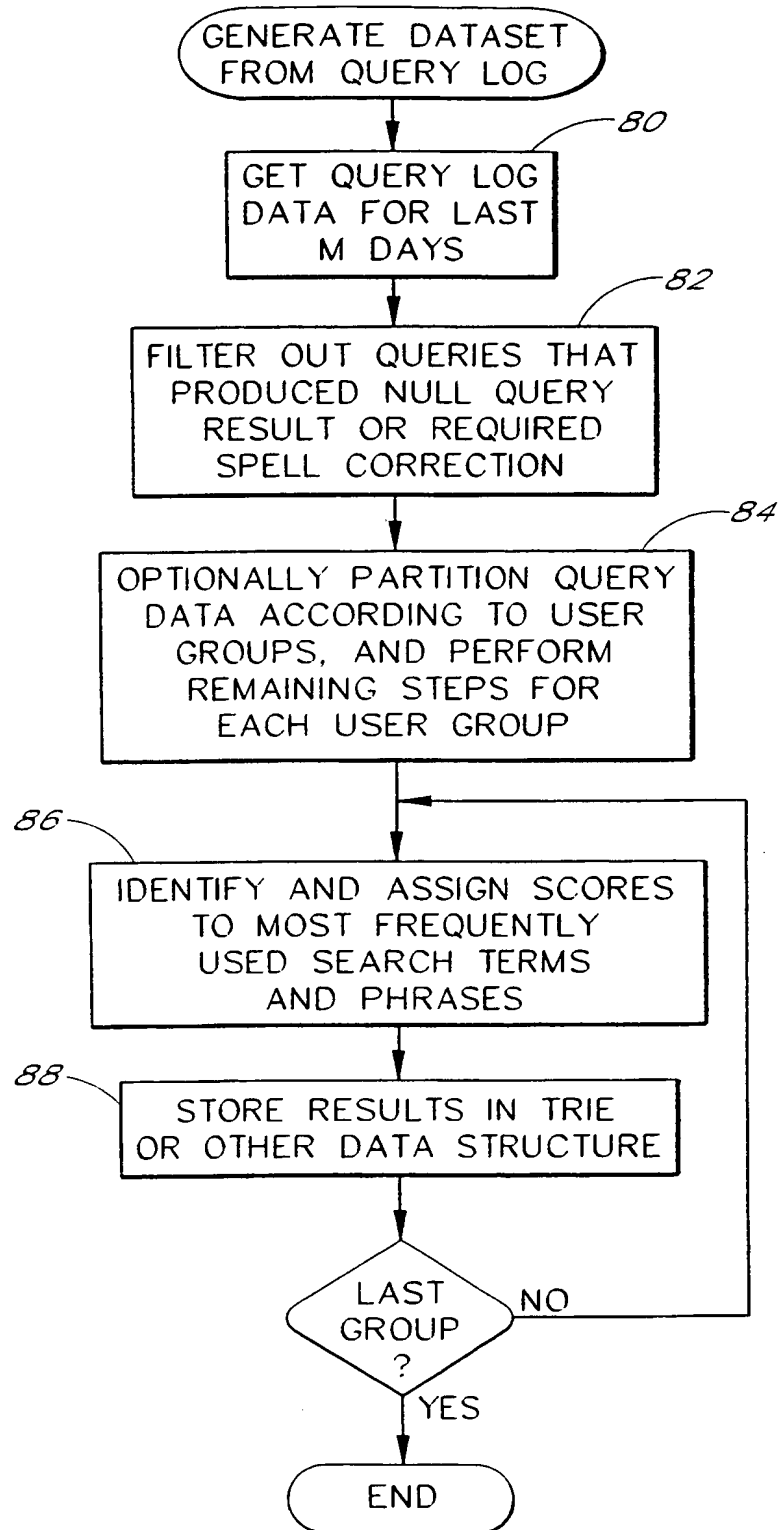 GENERATE DATASET
FROM QUERY LOG
80
GET QUERY LOG
DATA FOR LAST
M DAYS
82
FILTER OUT QUERIES THAT
PRODUCED NULL QUERY
RESULT OR REQUIRED
SPELL CORRECTION
84
OPTIONALLY PARTITION QUERY
DATA ACCORDING TO USER
GROUPS, AND PERFORM
REMAINING STEPS FOR
EACH USER GROUP
86
IDENTIFY AND ASSIGN SCORES
TO MOST FREQUENTLY
USED SEARCH TERMS
AND PHRASES
88
STORE RESULTS IN TRIE
OR OTHER DATA STRUCTURE
LAST
GROUP
?
NO
YES
END